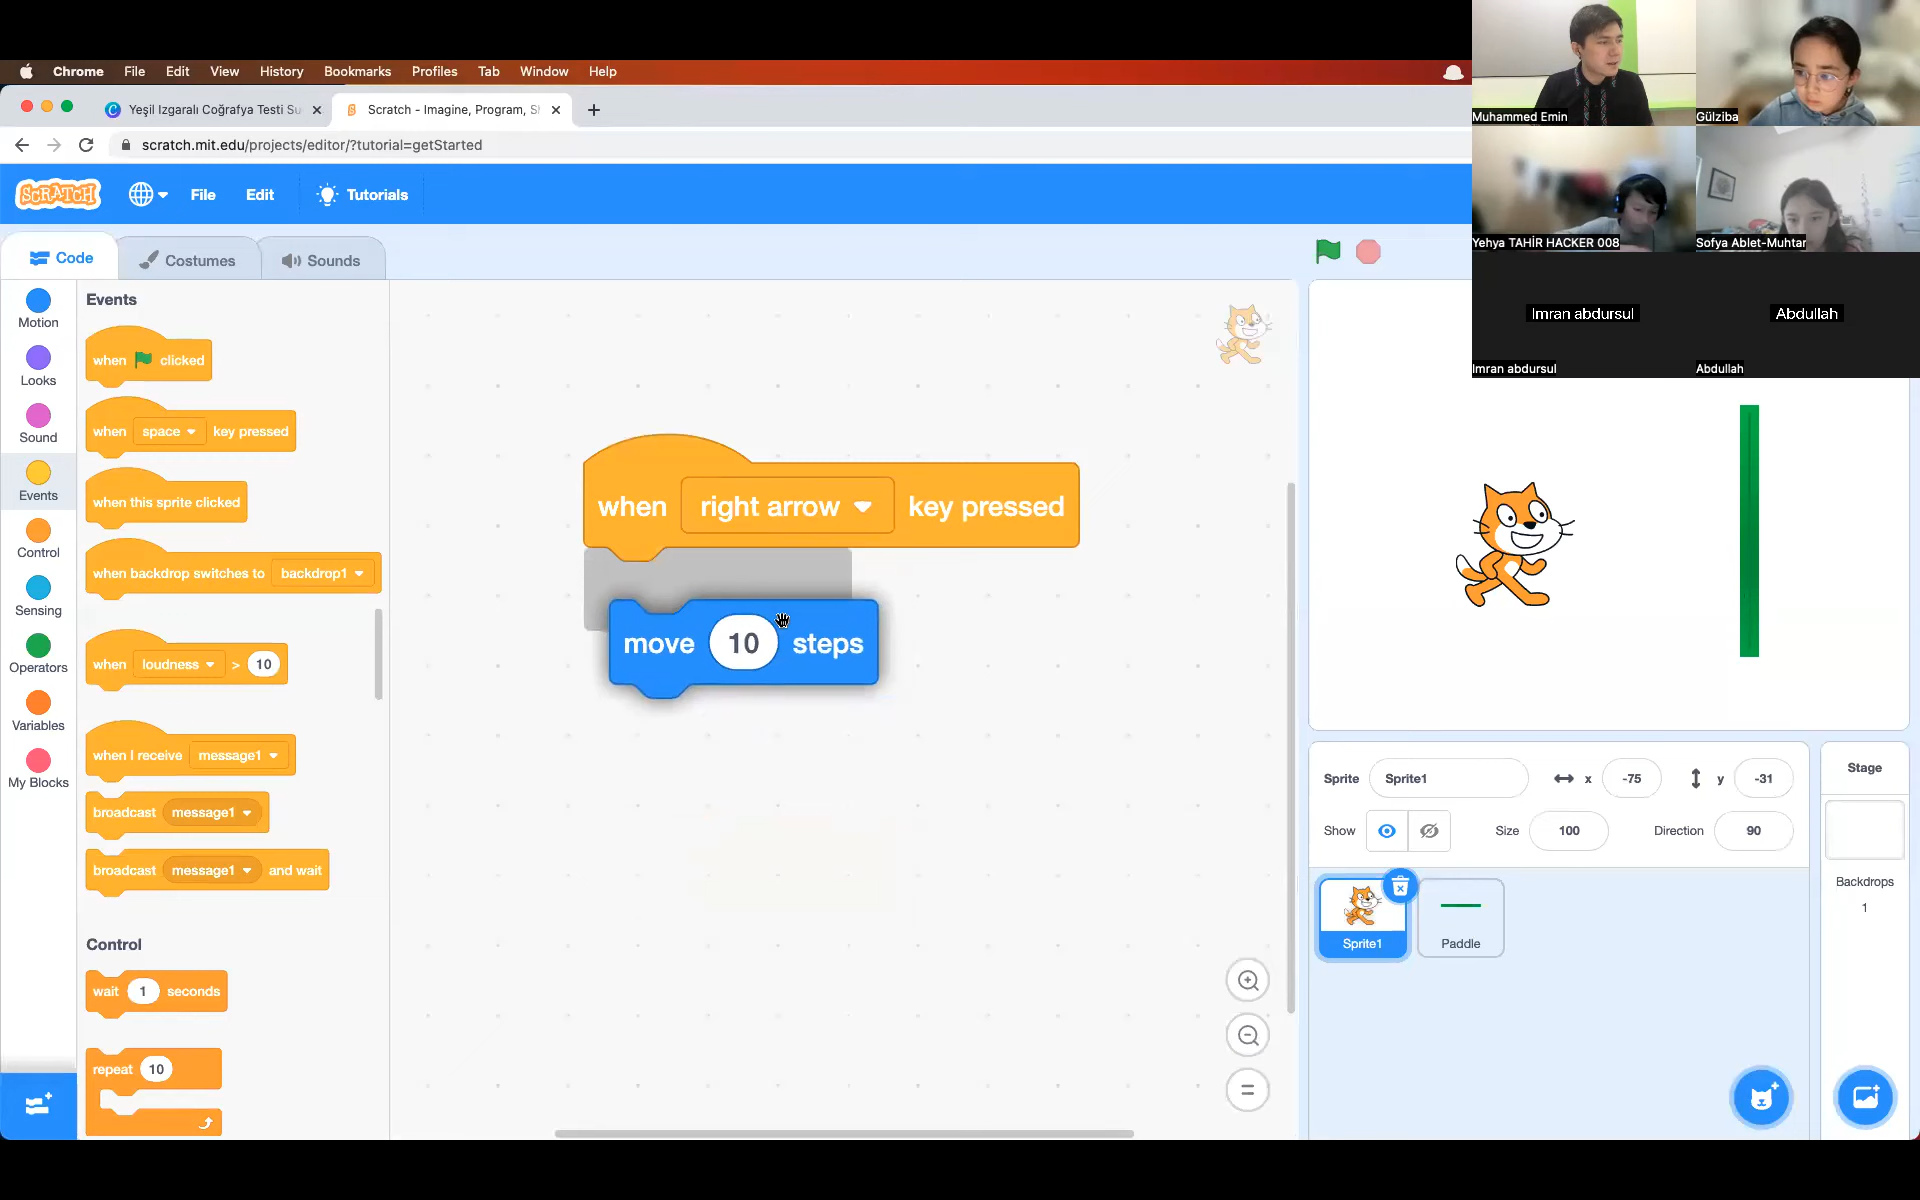 Chrome File Edit View History Bookmarks Profiles Tab Window Help
Yeşil Izgaralı Coğrafya Testi Su
Scratch - Imagine, Program, S
scratch.mit.edu/projects/editor/?tutorial=getStarted
SCRATCH File Edit Tutorials
Code Costumes Sounds
Motion
Looks
Sound
Events
Control
Sensing
Operators
Variables
My Blocks
Events
when clicked
when space key pressed
when this sprite clicked
when backdrop switches to backdrop1
when loudness > 10
when I receive message1
broadcast message1
broadcast message1 and wait
Control
wait 1 seconds
repeat 10
when right arrow key pressed
move 10 steps
Muhammed Emin
Gülziba
Yehya TAHİR HACKER 008
Sofya Ablet-Muhtar
Imran abdursul
Abdullah
Imran abdursul
Abdullah
Sprite Sprite1 x -75 y -31
Show Size 100 Direction 90
Sprite1
Paddle
Stage
Backdrops
1